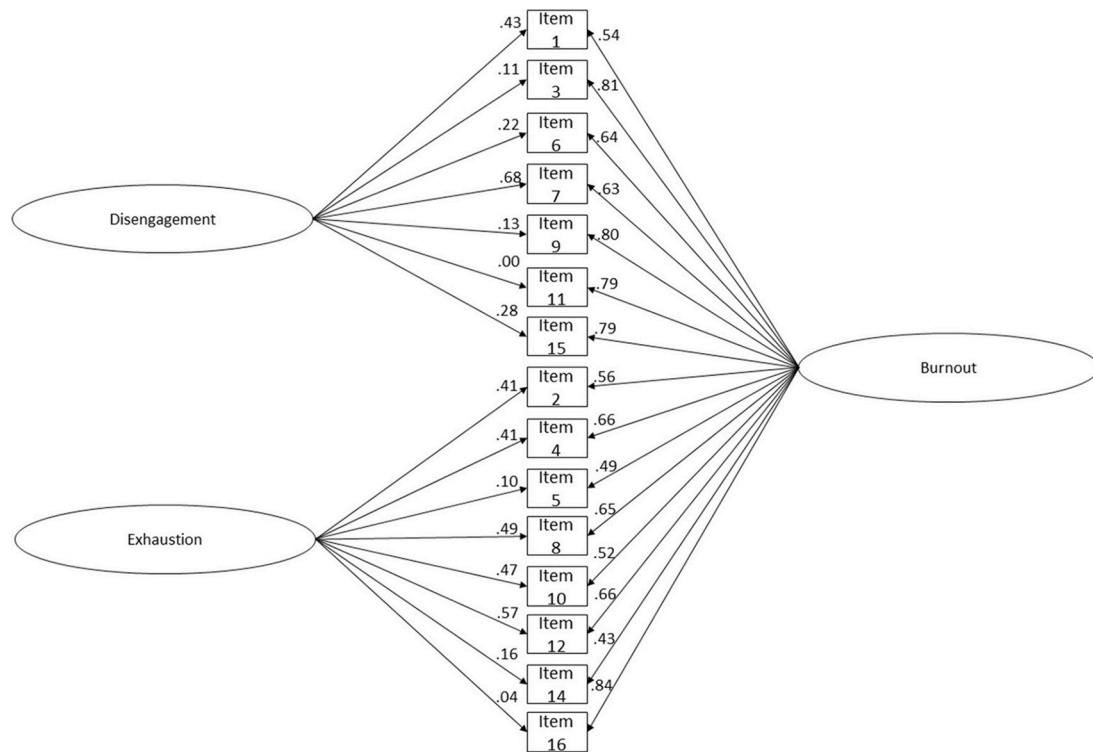 .43
Item
1
.54
.11
Item
3
.81
.22
Item
6
.64
.68
Item
7
.63
Disengagement
.13
Item
9
.80
.00
Item
11
.79
.28
Item
15
.79
Burnout
.41
Item
2
.56
.41
Item
4
.66
.10
Item
5
.49
Exhaustion
.49
Item
8
.65
.47
Item
10
.52
.57
Item
12
.66
.16
Item
14
.43
.04
Item
16
.84